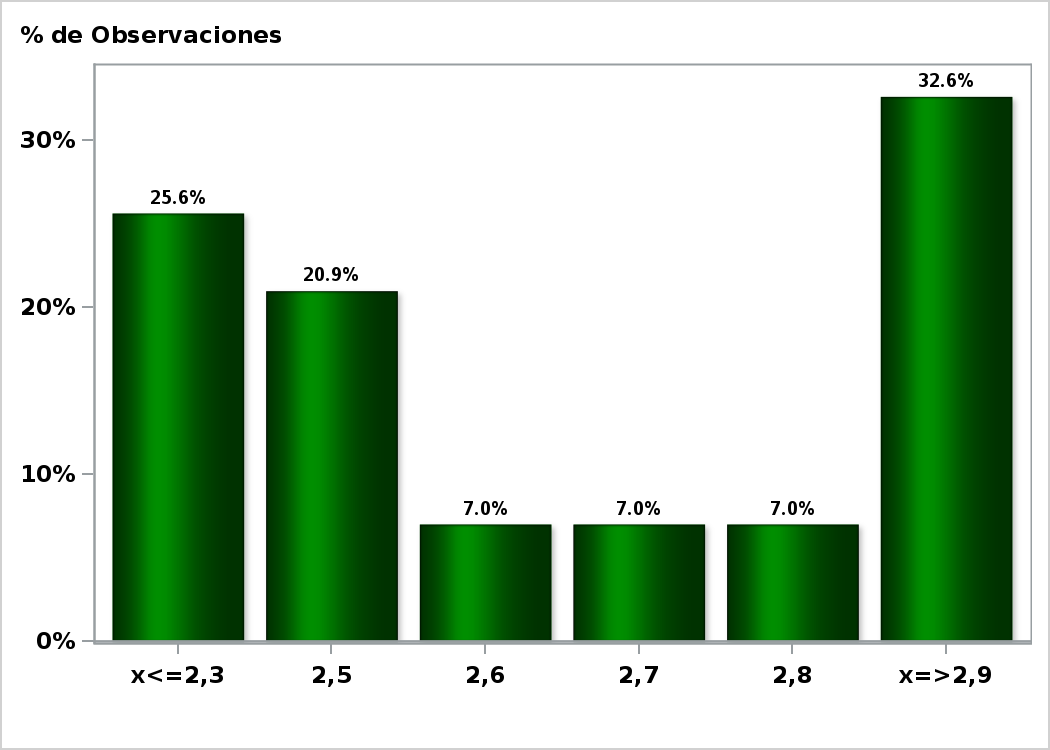 % de Observaciones
32.6%
30%
25.6%
20.9%
20%
10%
7.0% 7.0% 7.0%
0%
x<=2,3 2,5 2,6 2,7 2,8 x=>2,9